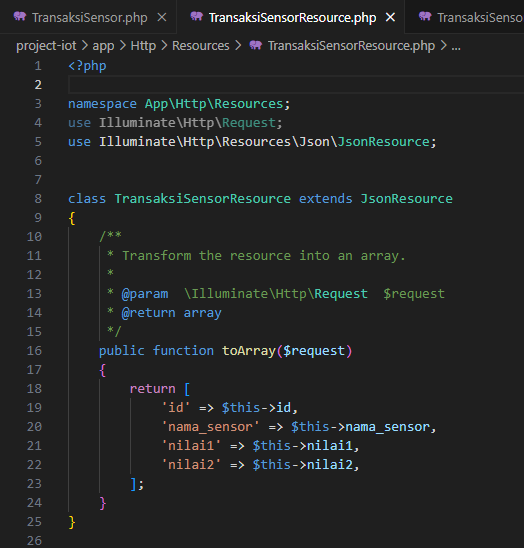 TransaksiSensor.php
TransaksiSensorResource.php
TransaksiSenso
project-iot > app > Http > Resources > TransaksiSensorResource.php > ...
1 <?php
2
3 namespace App\Http\Resources;
4 use Illuminate\Http\Request;
5 use Illuminate\Http\Resources\Json\JsonResource;
6
7
8 class TransaksiSensorResource extends JsonResource
9 {
10     /**
11      * Transform the resource into an array.
12      *
13      * @param  \Illuminate\Http\Request  $request
14      * @return array
15      */
16     public function toArray($request)
17     {
18         return [
19             'id' => $this->id,
20             'nama_sensor' => $this->nama_sensor,
21             'nilai1' => $this->nilai1,
22             'nilai2' => $this->nilai2,
23         ];
24     }
25 }
26